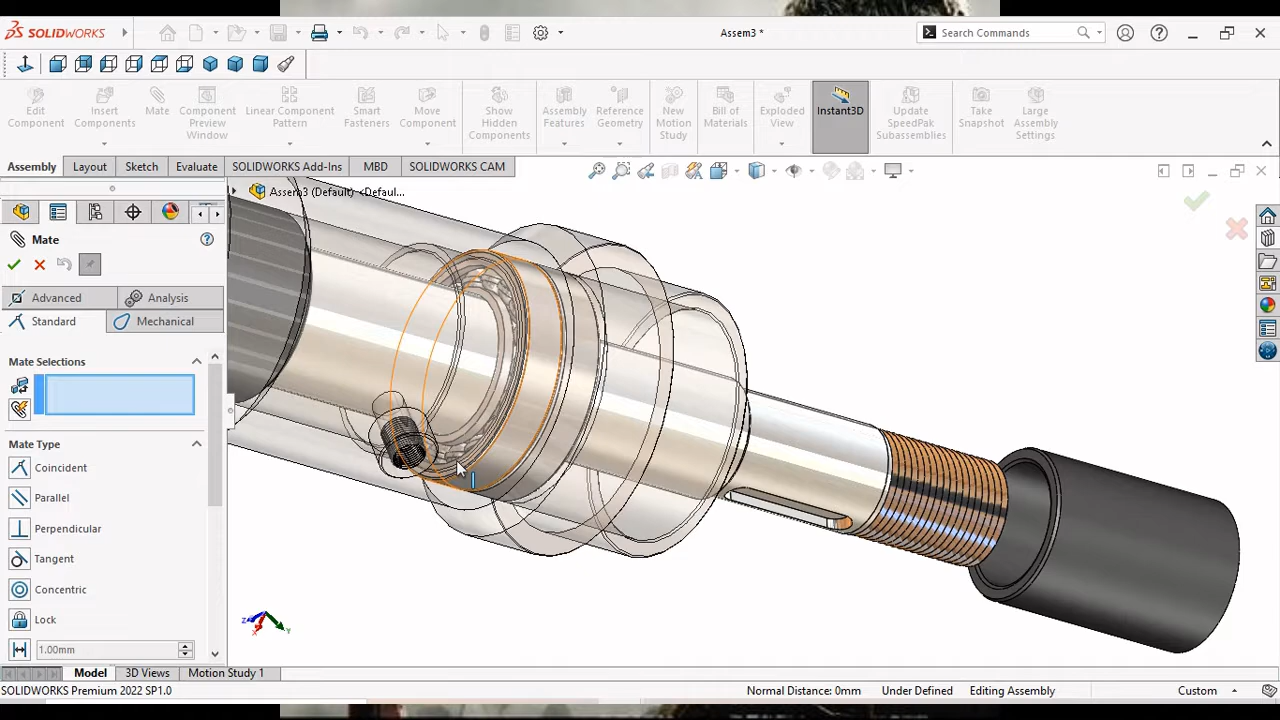 SOLIDWORKS
Assem3 *
Search Commands
Edit Component
Insert Components
Mate
Component Preview Window
Linear Component Pattern
Smart Fasteners
Move Component
Show Hidden Components
Assembly Features
Reference Geometry
New Motion Study
Bill of Materials
Exploded View
Instant3D
Update SpeedPak Subassemblies
Take Snapshot
Large Assembly Settings
Assembly
Layout
Sketch
Evaluate
SOLIDWORKS Add-Ins
MBD
SOLIDWORKS CAM
Assem3 (Default) <Defaul...
Mate
Advanced
Analysis
Standard
Mechanical
Mate Selections
Mate Type
Coincident
Parallel
Perpendicular
Tangent
Concentric
Lock
1.00mm
Z
X
Y
Model
3D Views
Motion Study 1
SOLIDWORKS Premium 2022 SP1.0
Normal Distance: 0mm
Under Defined
Editing Assembly
Custom